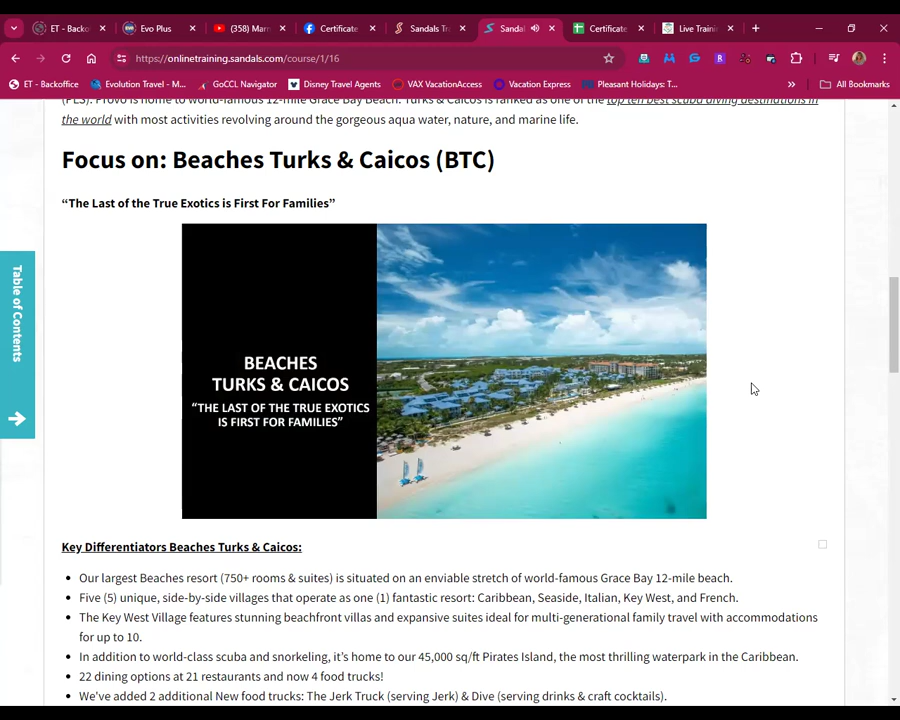 ET - Backo
Evo Plus
(358) Marr
Certificate
Sandals Tr
Sandal
Certificate
Live Trainin
https://onlinetraining.sandals.com/course/1/16
ET - Backoffice
Evolution Travel - M...
GoCCL Navigator
Disney Travel Agents
VAX VacationAccess
Vacation Express
Pleasant Holidays: T...
»
All Bookmarks
(PLS). Provo is home to world-famous 12-mile Grace Bay Beach. Turks & Caicos is ranked as one of the top ten best scuba diving destinations in
the world with most activities revolving around the gorgeous aqua water, nature, and marine life.
Focus on: Beaches Turks & Caicos (BTC)
“The Last of the True Exotics is First For Families”
BEACHES
TURKS & CAICOS
“THE LAST OF THE TRUE EXOTICS
IS FIRST FOR FAMILIES”
Table of Contents
Key Differentiators Beaches Turks & Caicos:
• Our largest Beaches resort (750+ rooms & suites) is situated on an enviable stretch of world-famous Grace Bay 12-mile beach.
• Five (5) unique, side-by-side villages that operate as one (1) fantastic resort: Caribbean, Seaside, Italian, Key West, and French.
• The Key West Village features stunning beachfront villas and expansive suites ideal for multi-generational family travel with accommodations
for up to 10.
• In addition to world-class scuba and snorkeling, it’s home to our 45,000 sq/ft Pirates Island, the most thrilling waterpark in the Caribbean.
• 22 dining options at 21 restaurants and now 4 food trucks!
• We've added 2 additional New food trucks: The Jerk Truck (serving Jerk) & Dive (serving drinks & craft cocktails).